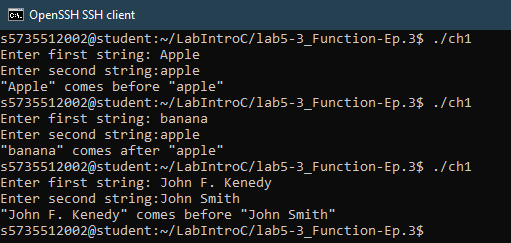 OpenSSH SSH client
s5735512002@student:~/LabIntroC/lab5-3_Function-Ep.3$ ./ch1
Enter first string: Apple
Enter second string:apple
"Apple" comes before "apple"
s5735512002@student:~/LabIntroC/lab5-3_Function-Ep.3$ ./ch1
Enter first string: banana
Enter second string:apple
"banana" comes after "apple"
s5735512002@student:~/LabIntroC/lab5-3_Function-Ep.3$ ./ch1
Enter first string: John F. Kenedy
Enter second string:John Smith
"John F. Kenedy" comes before "John Smith"
s5735512002@student:~/LabIntroC/lab5-3_Function-Ep.3$